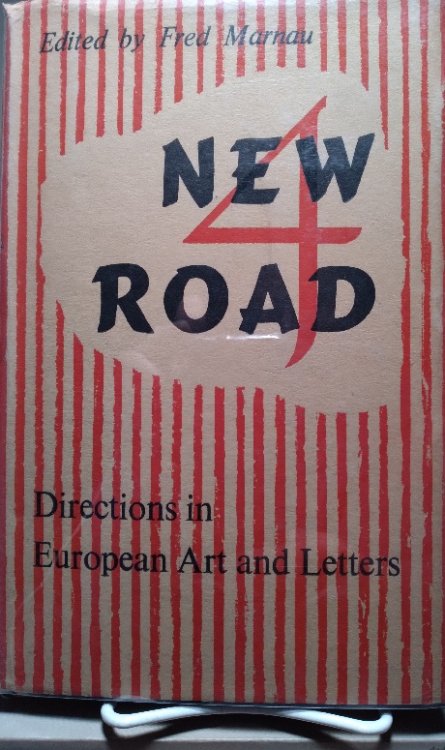 Edited by Fred Marnau
NEW
4
ROAD
Directions in
European Art and Letters